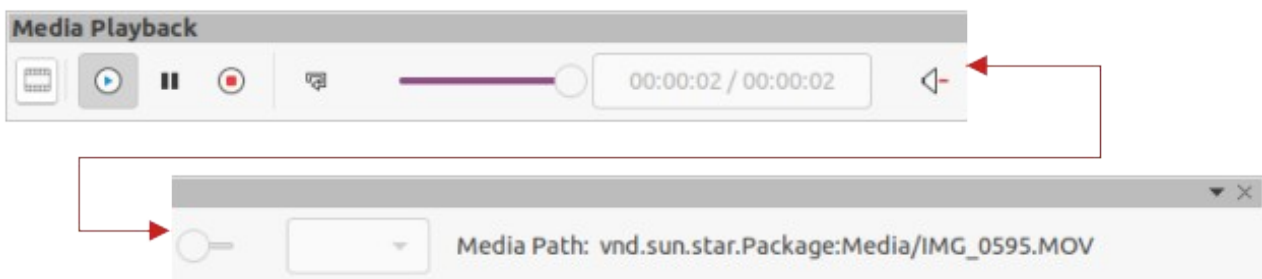 Media Playback
00:00:02 / 00:00:02
Media Path: vnd.sun.star.Package:Media/IMG_0595.MOV